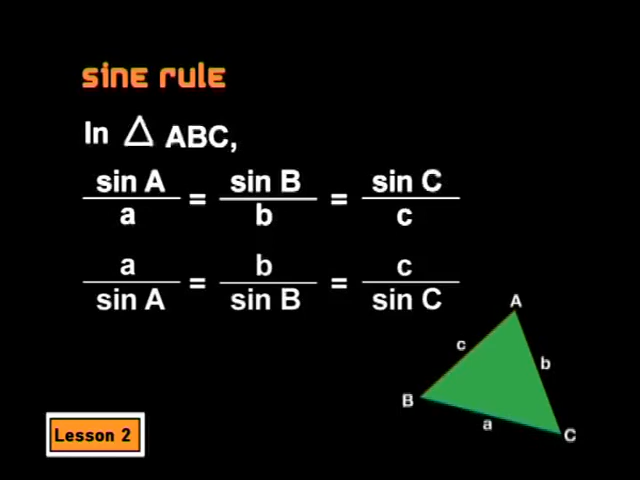 sine rule
In △ ABC,
sin A / a = sin B / b = sin C / c
a / sin A = b / sin B = c / sin C
A
c
b
B
a
C
Lesson 2